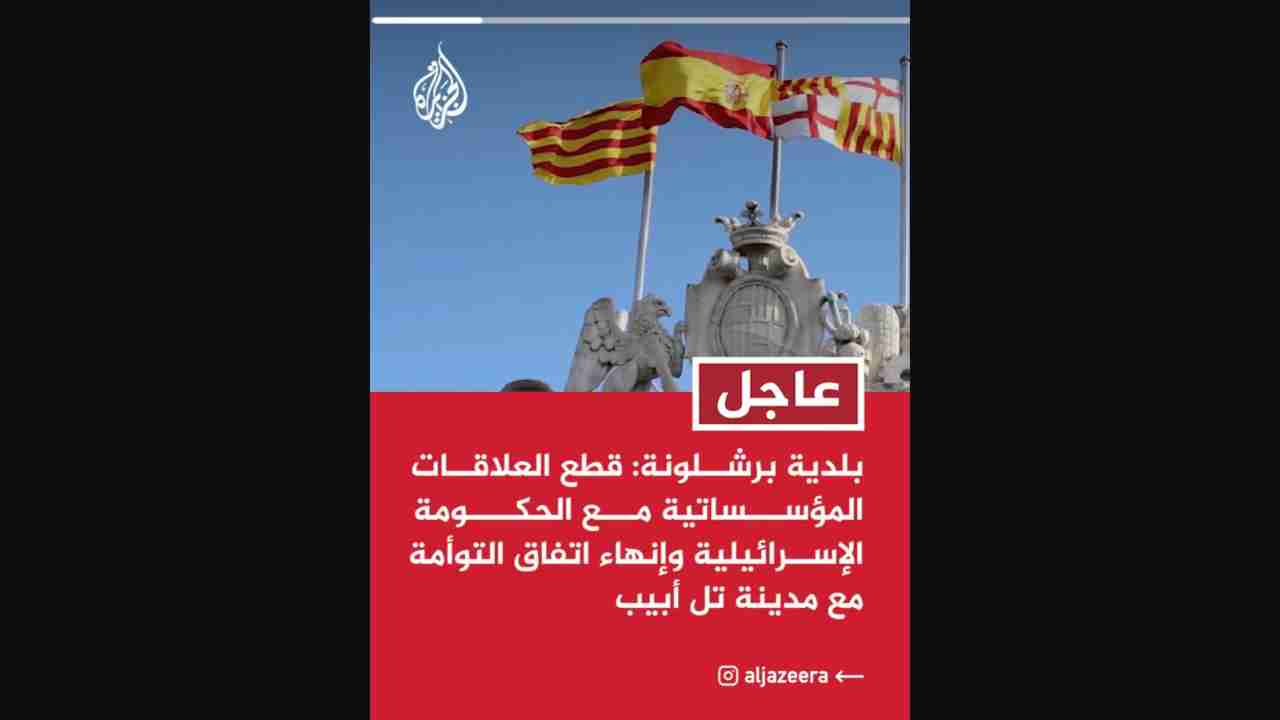 الجزيرة
عاجل
بلدية برشلونة: قطع العلاقات
المؤسساتية مع الحكومة
الإسرائيلية وإنهاء اتفاق التوأمة
مع مدينة تل أبيب
aljazeera